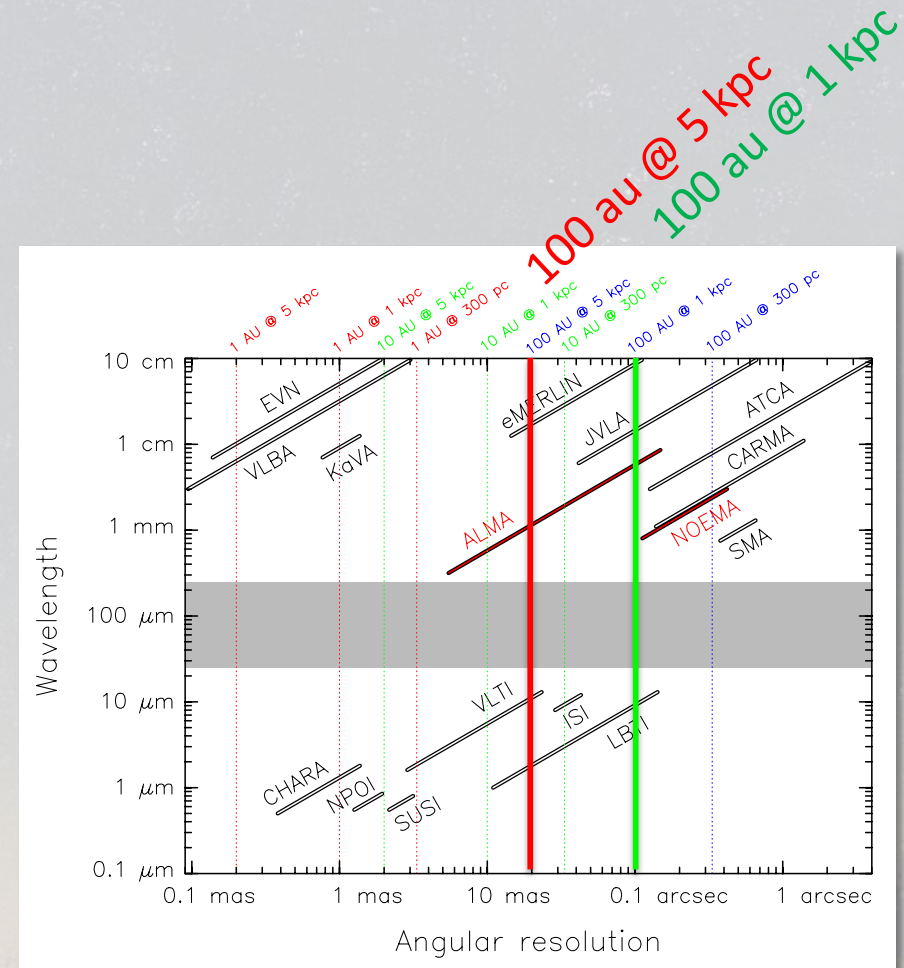 100 au @ 5 kpc
100 au @ 1 kpc
1 AU @ 5 kpc
1 AU @ 1 kpc
10 AU @ 5 kpc
1 AU @ 300 pc
10 AU @ 1 kpc
100 AU @ 5 kpc
10 AU @ 300 pc
100 AU @ 1 kpc
100 AU @ 300 pc
10 cm
EVN
eMERLIN
ATCA
JVLA
1 cm
VLBA
KaVA
CARMA
ALMA
1 mm
NOEMA
SMA
Wavelength
100 μm
VLTI
10 μm
ISI
LBTI
CHARA
1 μm
NPOI
SUSI
0.1 μm
0.1 mas
1 mas
10 mas
0.1 arcsec
1 arcsec
Angular resolution